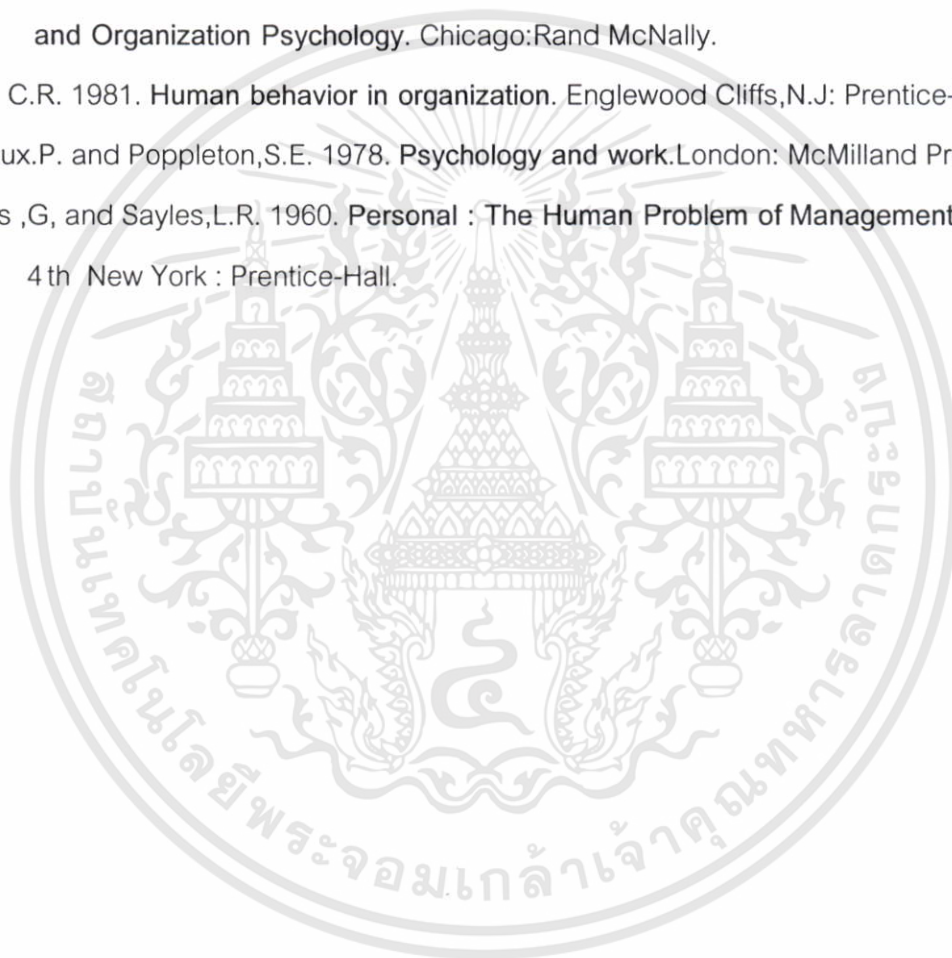 and Organization Psychology. Chicago:Rand McNally.
C.R. 1981. Human behavior in organization. Englewood Cliffs,N.J: Prentice-
ux.P. and Poppleton,S.E. 1978. Psychology and work.London: McMilland Pr
s ,G, and Sayles,L.R. 1960. Personal : The Human Problem of Management
4th New York : Prentice-Hall.
สถาบันเทคโนโลยีพระจอมเกล้าเจ้าคุณทหารลาดกระบัง